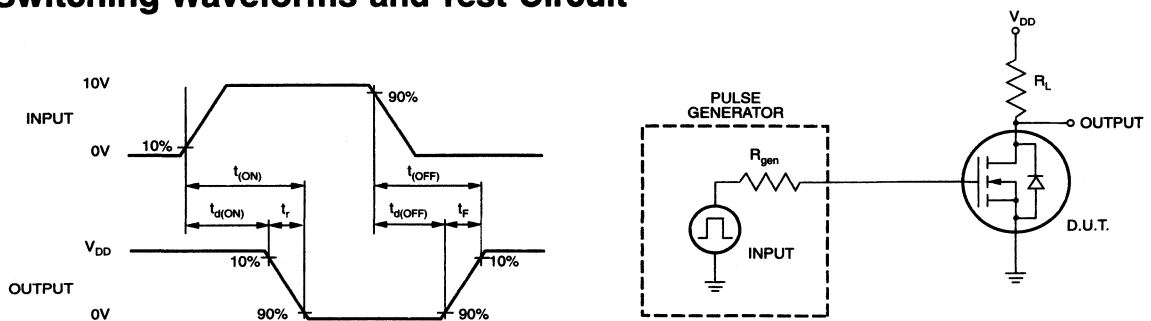 Switching Waveforms and Test Circuit
10V
INPUT
0V
10%
90%
t(ON)
t(OFF)
td(ON)
tr
td(OFF)
tF
VDD
OUTPUT
0V
10%
90%
10%
90%
PULSE
GENERATOR
Rgen
INPUT
VDD
RL
OUTPUT
D.U.T.